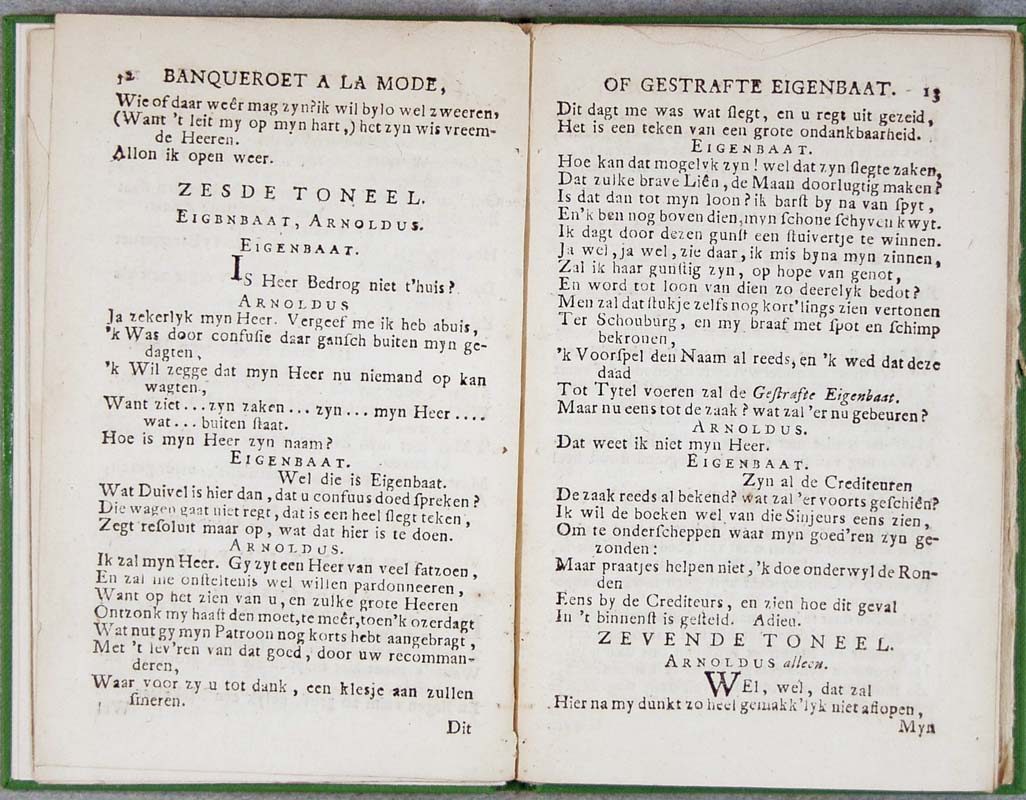 12 BANQUEROET A LA MODE,
Wie of daar weêr mag zyn? ik wil bylo wel zweeren,
(Want 't leit my op myn hart,) het zyn wis vreem-
de Heeren.
Allon ik open weer.
ZESDE TONEEL.
EIGENBAAT, ARNOLDUS.
EIGENBAAT.
IS Heer Bedrog niet t'huis?
ARNOLDUS
Ja zekerlyk myn Heer. Vergeef me ik heb abuis,
'k Was door confusie daar gansch buiten myn ge-
dagten,
'k Wil zegge dat myn Heer nu niemand op kan
wagten,
Want ziet... zyn zaken... zyn... myn Heer....
wat... buiten staat.
Hoe is myn Heer zyn naam?
EIGENBAAT.
Wel die is Eigenbaat.
Wat Duivel is hier dan, dat u confuus doed spreken?
Die wagen gaat niet regt, dat is een heel slegt teken,
Zegt resoluit maar op, wat dat hier is te doen.
ARNOLDUS.
Ik zal myn Heer. Gy zyt een Heer van veel fatzoen,
En zal me onsteltenis wel willen pardonneeren,
Want op het zien van u, en zulke grote Heeren
Ontzonk my haast den moet, te meêr, toen'k ozerdagt
Wat nut gy myn Patroon nog korts hebt aangebragt,
Met 't lev'ren van dat goed, door uw recomman-
deren,
Waar voor zy u tot dank, een klesje aan zullen
smeren.
Dit
OF GESTRAFTE EIGENBAAT. 13
Dit dagt me was wat slegt, en u regt uit gezeid,
Het is een teken van een grote ondankbaarheid.
EIGENBAAT.
Hoe kan dat mogelyk zyn! wel dat zyn slegte zaken,
Dat zulke brave Liên, de Maan doorlugtig maken?
Is dat dan tot myn loon? ik barst by na van spyt,
En'k ben nog boven dien, myn schone schyven kwyt.
Ik dagt door dezen gunst een stuivertje te winnen.
Ja wel, ja wel, zie daar, ik mis byna myn zinnen,
Zal ik haar gunstig zyn, op hope van genot,
En word tot loon van dien zo deerelyk bedot?
Men zal dat stukje zelfs nog kort'lings zien vertonen
Ter Schouburg, en my braaf met spot en schimp
bekronen,
'k Voorspel den Naam al reeds, en 'k wed dat deze
daad
Tot Tytel voeren zal de Gestrafte Eigenbaat.
Maar nu eens tot de zaak? wat zal 'er nu gebeuren?
ARNOLDUS.
Dat weet ik niet myn Heer.
EIGENBAAT.
Zyn al de Crediteuren
De zaak reeds al bekend? wat zal 'er voorts geschiên?
Ik wil de boeken wel van die Sinjeurs eens zien,
Om te onderscheppen waar myn goed'ren zyn ge-
zonden:
Maar praatjes helpen niet, 'k doe onderwyl de Ron-
den
Eens by de Crediteurs, en zien hoe dit geval
In 't binnenst is gesteld. Adieu.
ZEVENDE TONEEL.
ARNOLDUS alleen.
WEl, wel, dat zal
Hier na my dunkt zo heel gemakk'lyk niet aflopen,
Myn